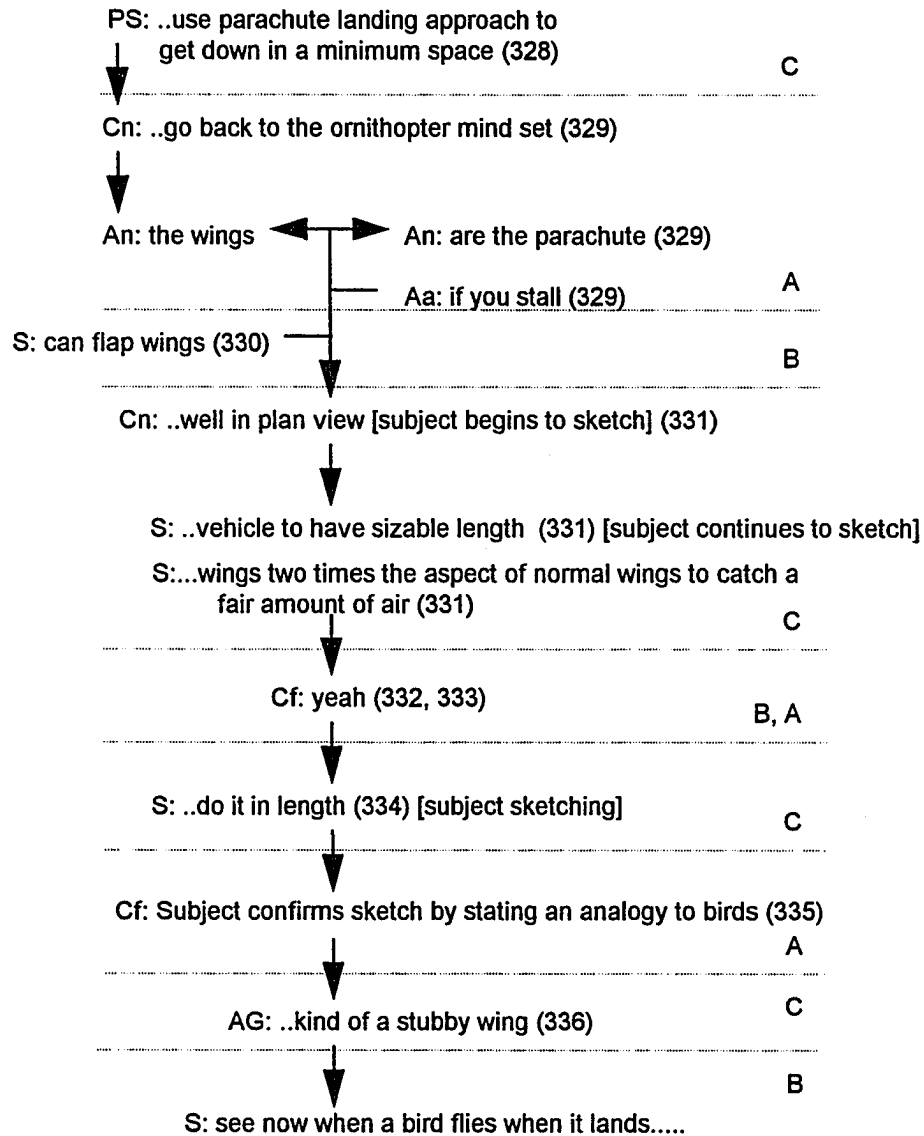 PS: ..use parachute landing approach to
get down in a minimum space (328)
C
Cn: ..go back to the ornithopter mind set (329)
An: the wings
An: are the parachute (329)
Aa: if you stall (329)
A
S: can flap wings (330)
B
Cn: ..well in plan view [subject begins to sketch] (331)
S: ..vehicle to have sizable length (331) [subject continues to sketch]
S:...wings two times the aspect of normal wings to catch a
fair amount of air (331)
C
Cf: yeah (332, 333)
B, A
S: ..do it in length (334) [subject sketching]
C
Cf: Subject confirms sketch by stating an analogy to birds (335)
A
C
AG: ..kind of a stubby wing (336)
B
S: see now when a bird flies when it lands.....